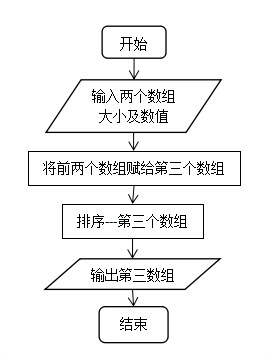 开始
输入两个数组
大小及数值
将前两个数组赋给第三个数组
排序---第三个数组
输出第三数组
结束